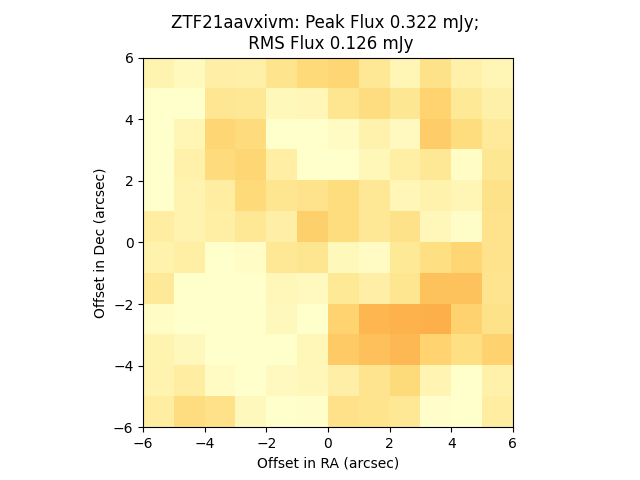 ZTF21aavxivm: Peak Flux 0.322 mJy;
RMS Flux 0.126 mJy
6
4
2
0
−2
−4
−6
Offset in Dec (arcsec)
−6 −4 −2 0 2 4 6
Offset in RA (arcsec)